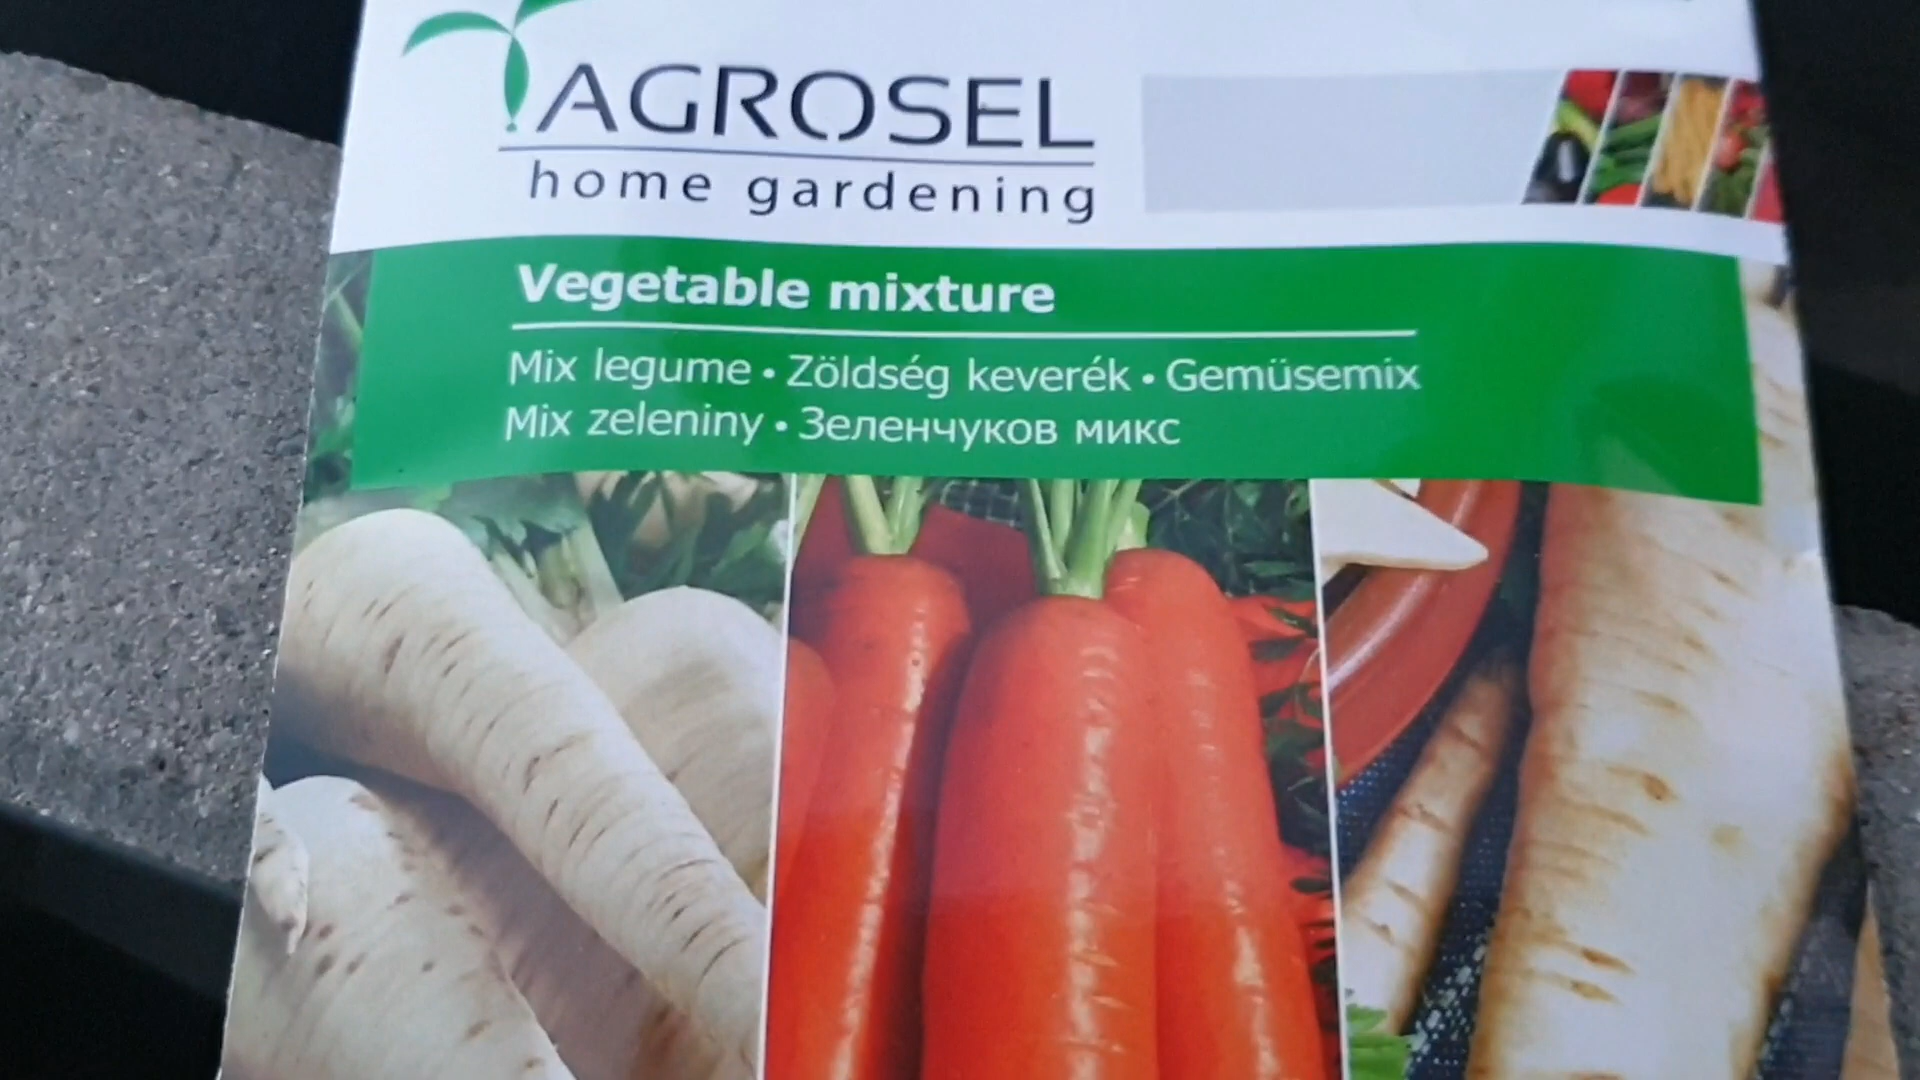 AGROSEL
home gardening
Vegetable mixture
Mix legume • Zöldség keverék • Gemüsemix
Mix zeleniny • Зеленчуков микс